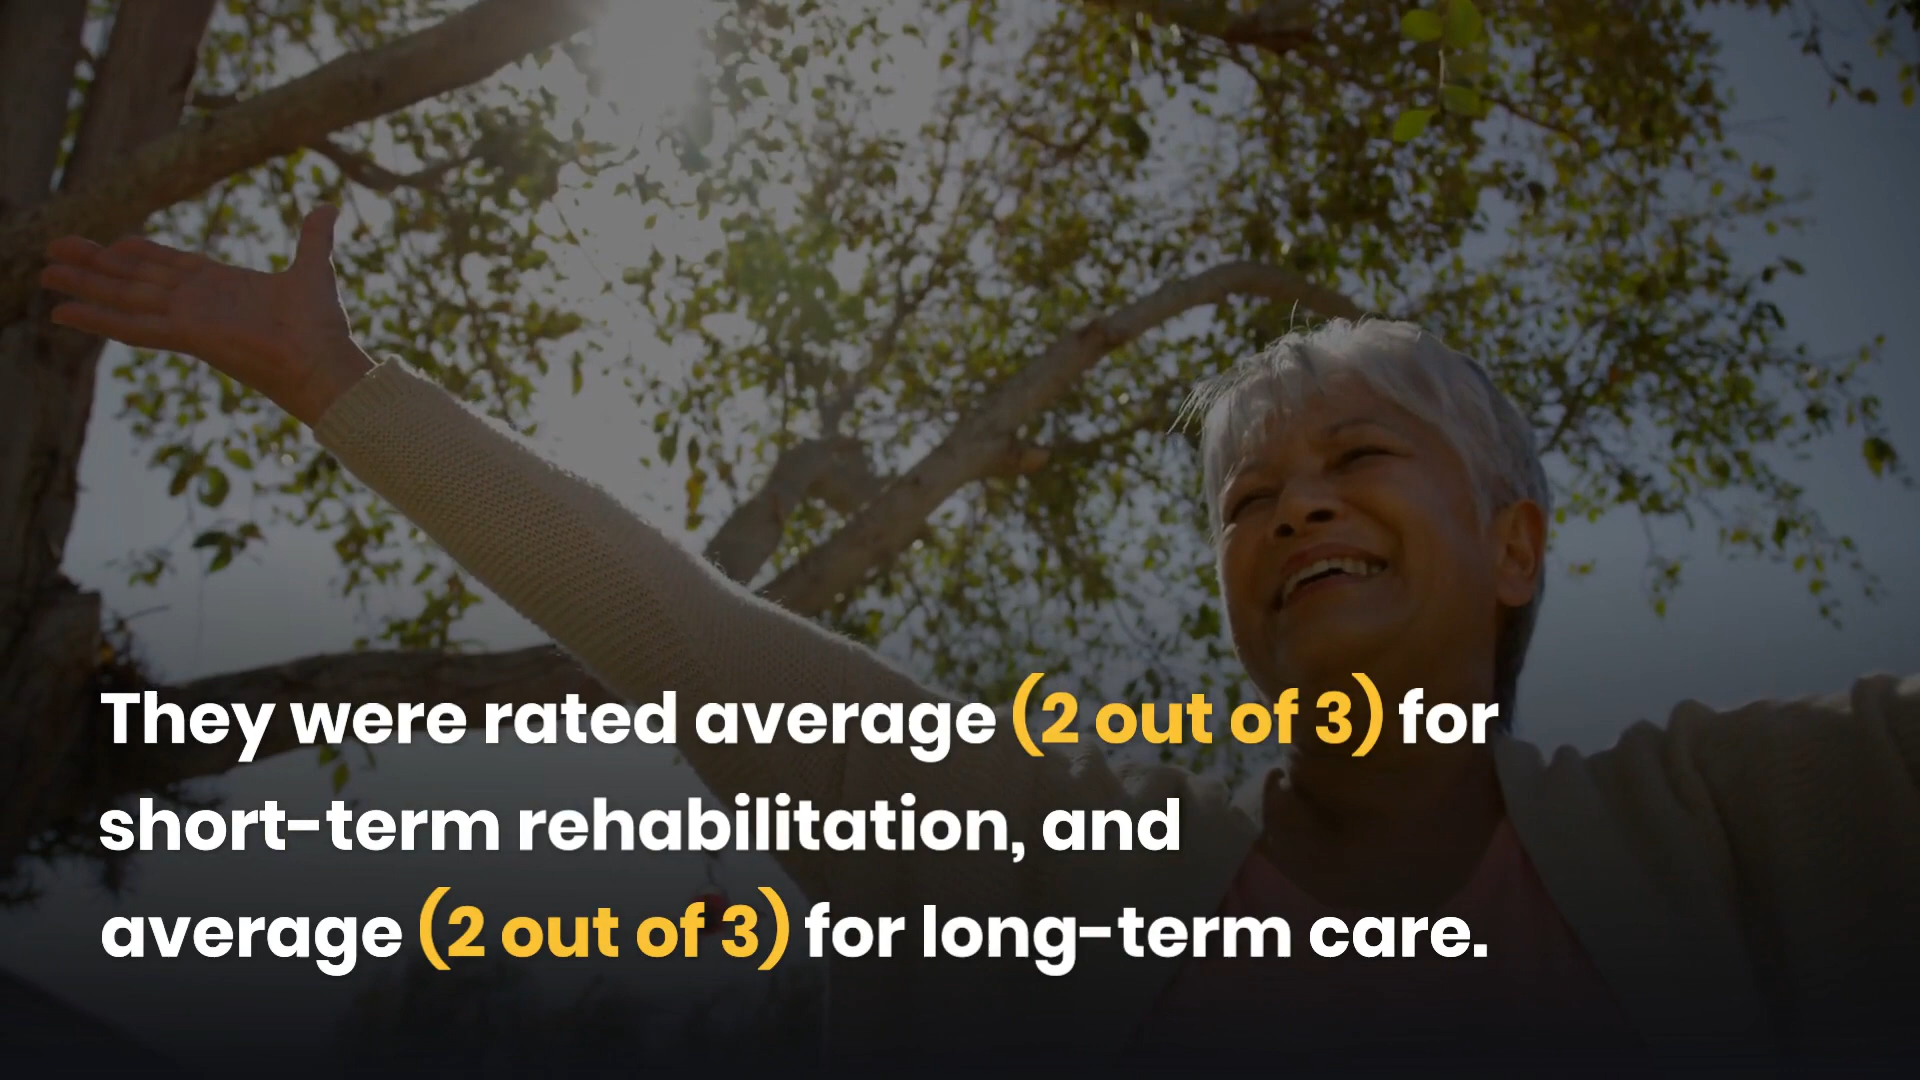 They were rated average (2 out of 3) for
short-term rehabilitation, and
average (2 out of 3) for long-term care.